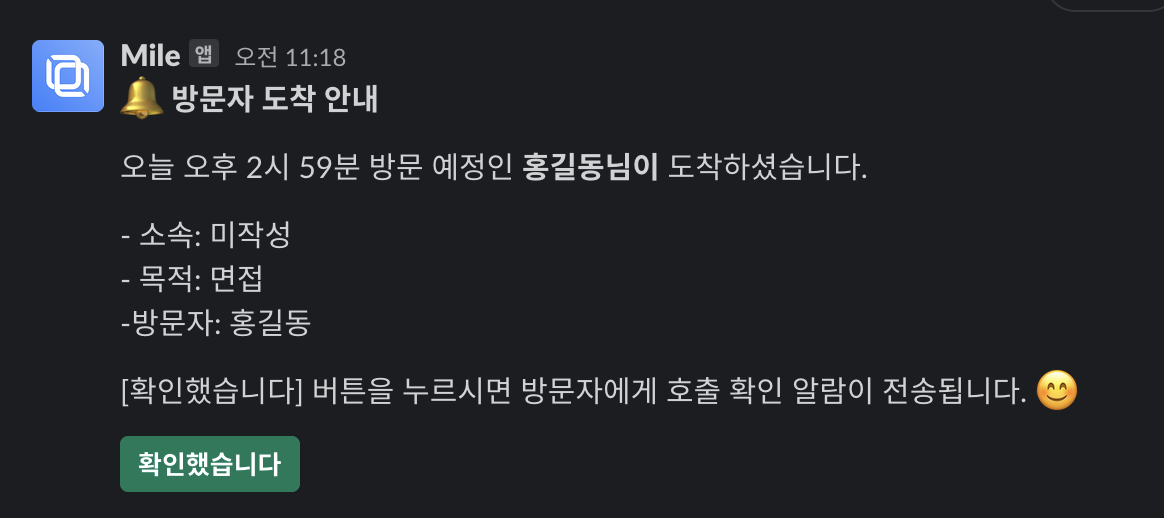 Mile 앱 오전 11:18
🔔 방문자 도착 안내
오늘 오후 2시 59분 방문 예정인 홍길동님이 도착하셨습니다.
- 소속: 미작성
- 목적: 면접
-방문자: 홍길동
[확인했습니다] 버튼을 누르시면 방문자에게 호출 확인 알람이 전송됩니다. 😊
확인했습니다